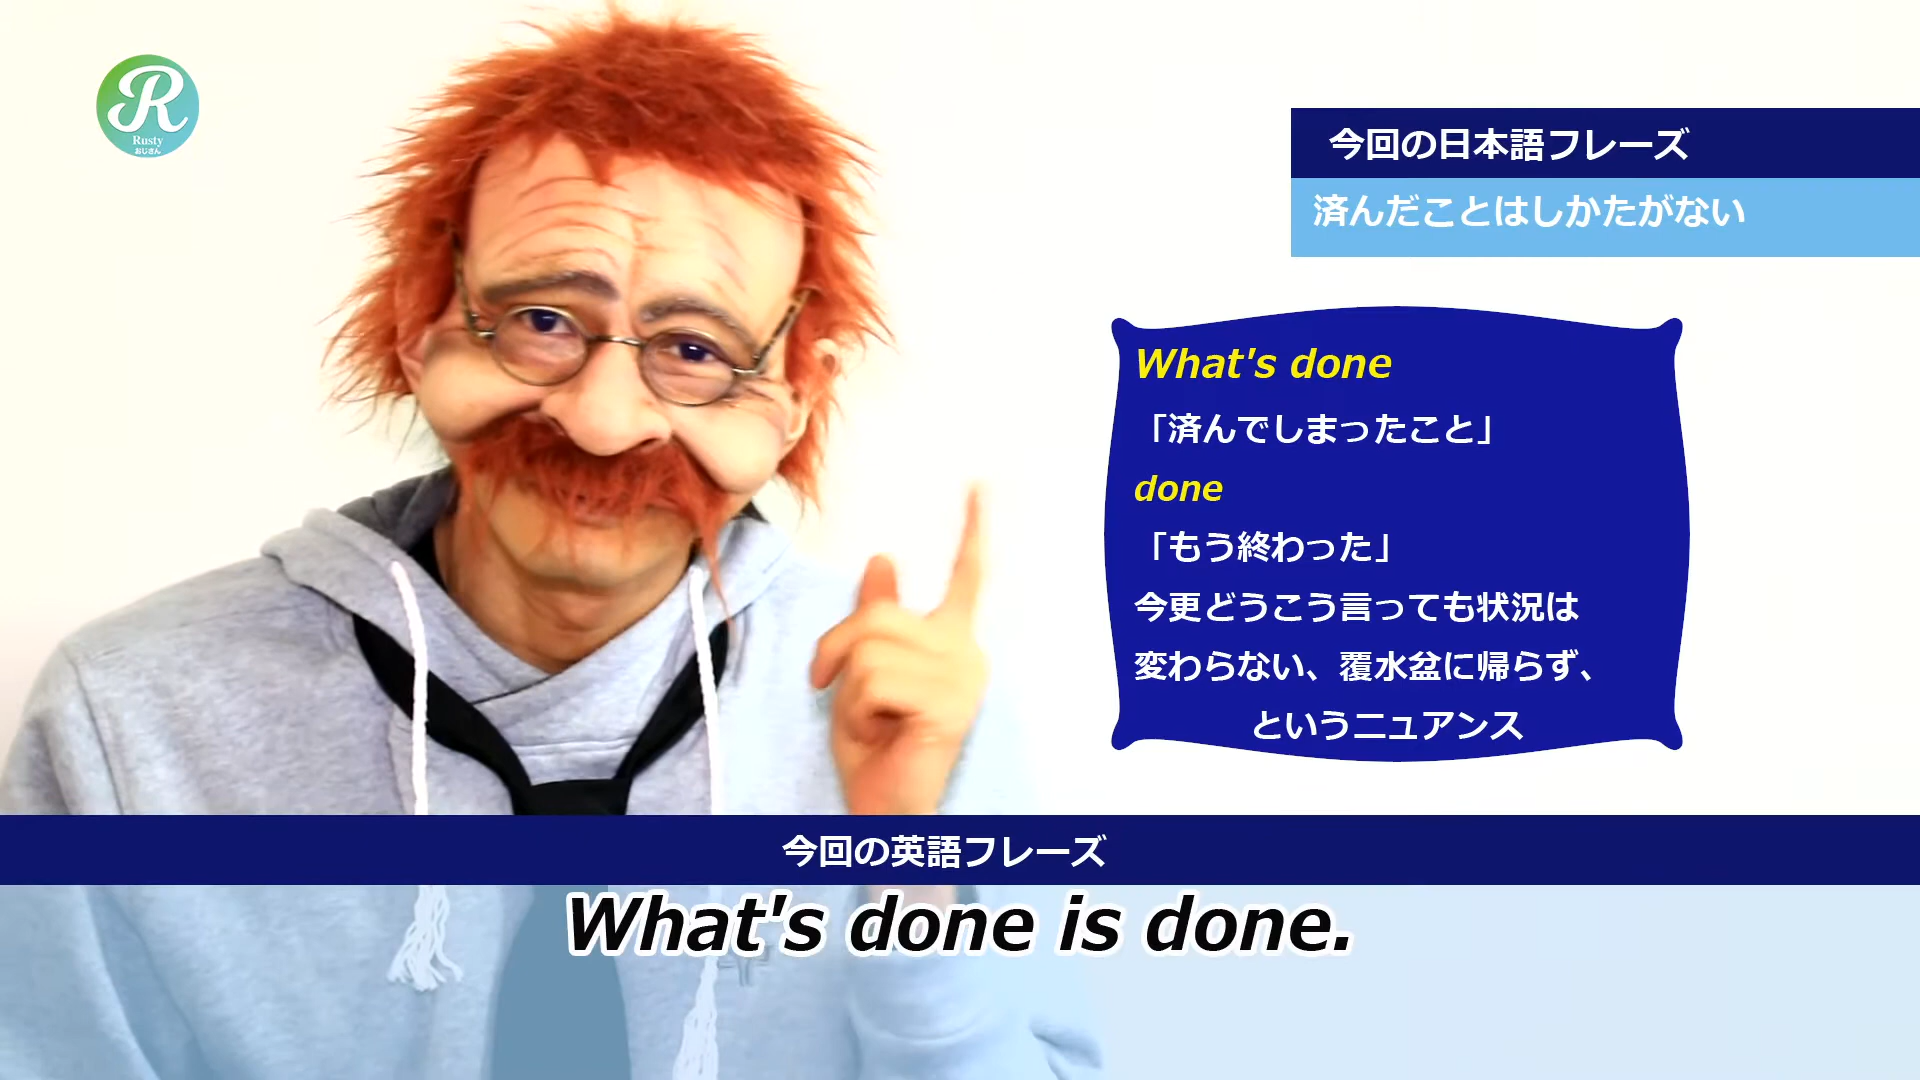 R
Rusty
おじさん
今回の日本語フレーズ
済んだことはしかたがない
What's done
「済んでしまったこと」
done
「もう終わった」
今更どうこう言っても状況は
変わらない、覆水盆に帰らず、
というニュアンス
今回の英語フレーズ
What's done is done.